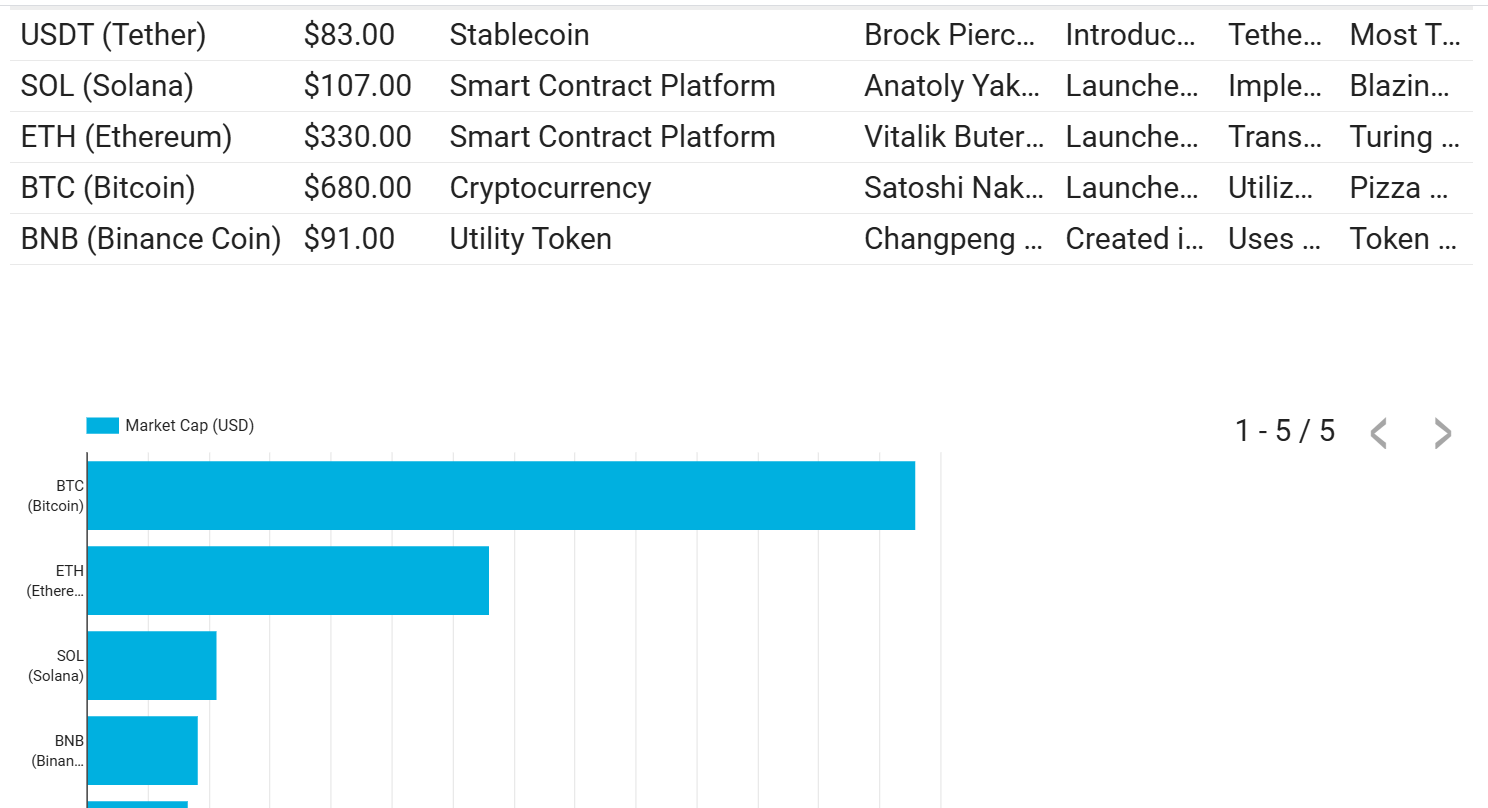 USDT (Tether) $83.00 Stablecoin Brock Pierc... Introduc... Tethe... Most T...
SOL (Solana) $107.00 Smart Contract Platform Anatoly Yak... Launche... Imple... Blazin...
ETH (Ethereum) $330.00 Smart Contract Platform Vitalik Buter... Launche... Trans... Turing ...
BTC (Bitcoin) $680.00 Cryptocurrency Satoshi Nak... Launche... Utiliz... Pizza ...
BNB (Binance Coin) $91.00 Utility Token Changpeng ... Created i... Uses ... Token ...
Market Cap (USD)
1 - 5 / 5 < >
BTC
(Bitcoin)
ETH
(Ethere...
SOL
(Solana)
BNB
(Binan...